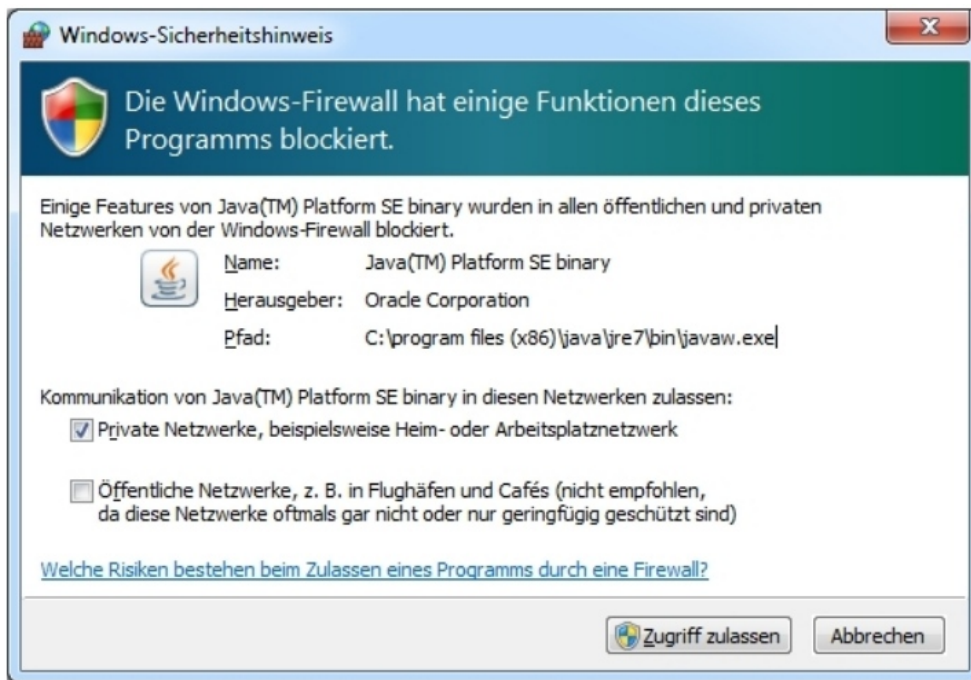 Windows-Sicherheitshinweis
Die Windows-Firewall hat einige Funktionen dieses
Programms blockiert.
Einige Features von Java(TM) Platform SE binary wurden in allen öffentlichen und privaten
Netzwerken von der Windows-Firewall blockiert.
Name: Java(TM) Platform SE binary
Herausgeber: Oracle Corporation
Pfad: C:\program files (x86)\java\jre7\bin\javaw.exe
Kommunikation von Java(TM) Platform SE binary in diesen Netzwerken zulassen:
Private Netzwerke, beispielsweise Heim- oder Arbeitsplatznetzwerk
Öffentliche Netzwerke, z. B. in Flughäfen und Cafés (nicht empfohlen,
da diese Netzwerke oftmals gar nicht oder nur geringfügig geschützt sind)
Welche Risiken bestehen beim Zulassen eines Programms durch eine Firewall?
Zugriff zulassen Abbrechen